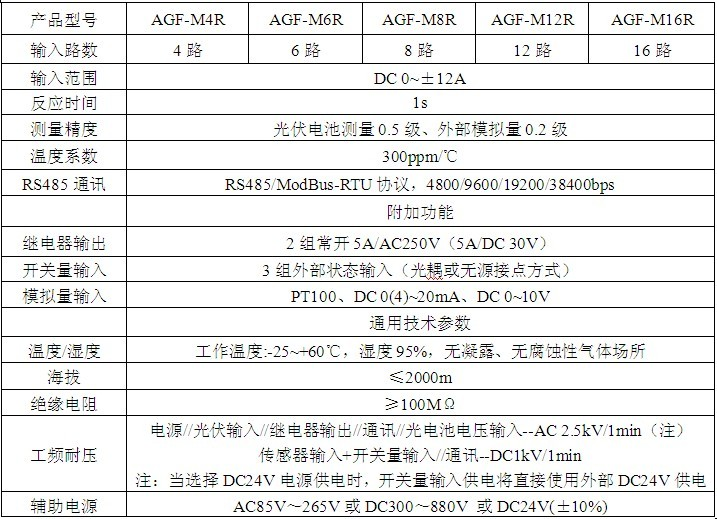 产品型号 AGF-M4R AGF-M6R AGF-M8R AGF-M12R AGF-M16R
输入路数 4 路 6 路 8 路 12 路 16 路
输入范围 DC 0~±12A
反应时间 1s
测量精度 光伏电池测量 0.5 级、外部模拟量 0.2 级
温度系数 300ppm/℃
RS485 通讯 RS485/ModBus-RTU 协议，4800/9600/19200/38400bps
附加功能
继电器输出 2 组常开 5A/AC250V（5A/DC 30V）
开关量输入 3 组外部状态输入（光耦或无源接点方式）
模拟量输入 PT100、DC 0(4)~20mA、DC 0~10V
通用技术参数
温度/湿度 工作温度:-25~+60℃，湿度 95%，无凝露、无腐蚀性气体场所
海拔 ≤2000m
绝缘电阻 ≥100MΩ
工频耐压 电源//光伏输入//继电器输出//通讯//光电池电压输入--AC 2.5kV/1min（注）
传感器输入+开关量输入//通讯--DC1kV/1min
注：当选择 DC24V 电源供电时，开关量输入供电将直接使用外部 DC24V 供电
辅助电源 AC85V～265V 或 DC300～880V 或 DC24V(±10%)